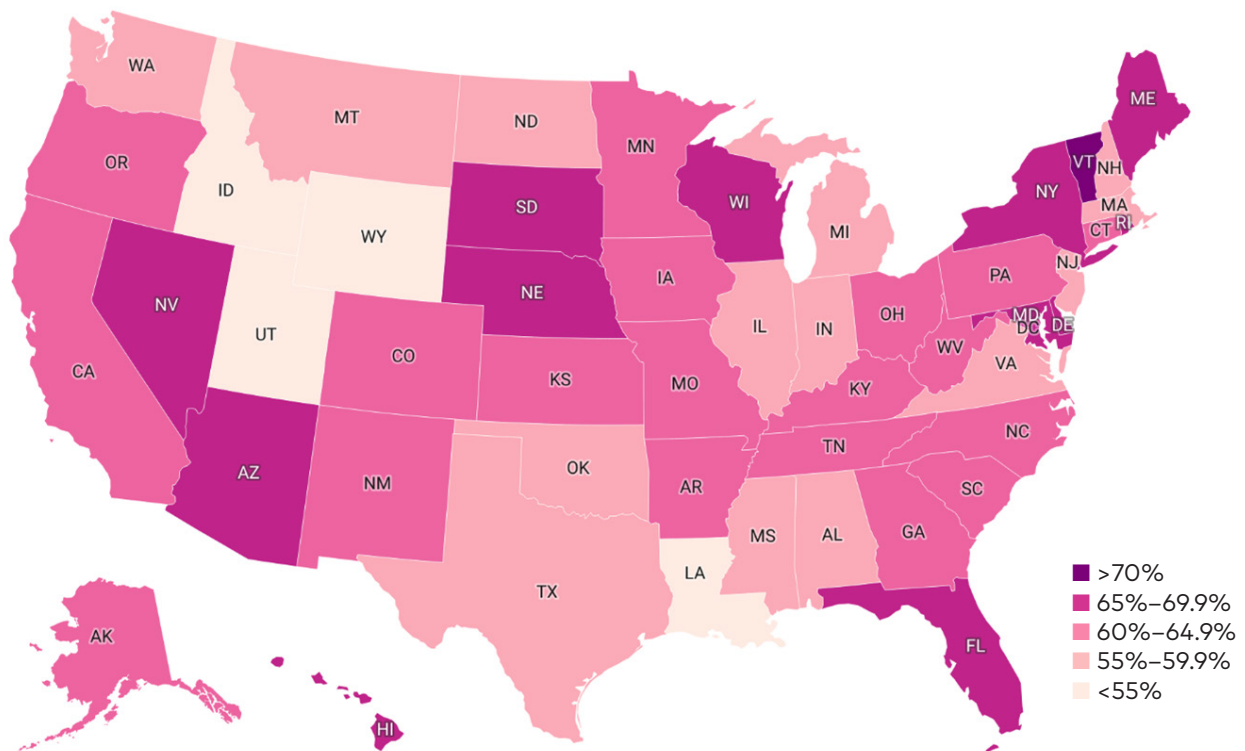 WA
MT
ND
MN
ME
OR
ID
SD
WI
VT
NH
NY
MA
CT
RI
WY
MI
NV
NE
IA
PA
NJ
UT
CO
IL
IN
OH
MD
DE
DC
CA
KS
MO
WV
VA
KY
AZ
NM
OK
TN
NC
AR
SC
MS
AL
GA
TX
LA
FL
AK
HI
>70%
65%–69.9%
60%–64.9%
55%–59.9%
<55%